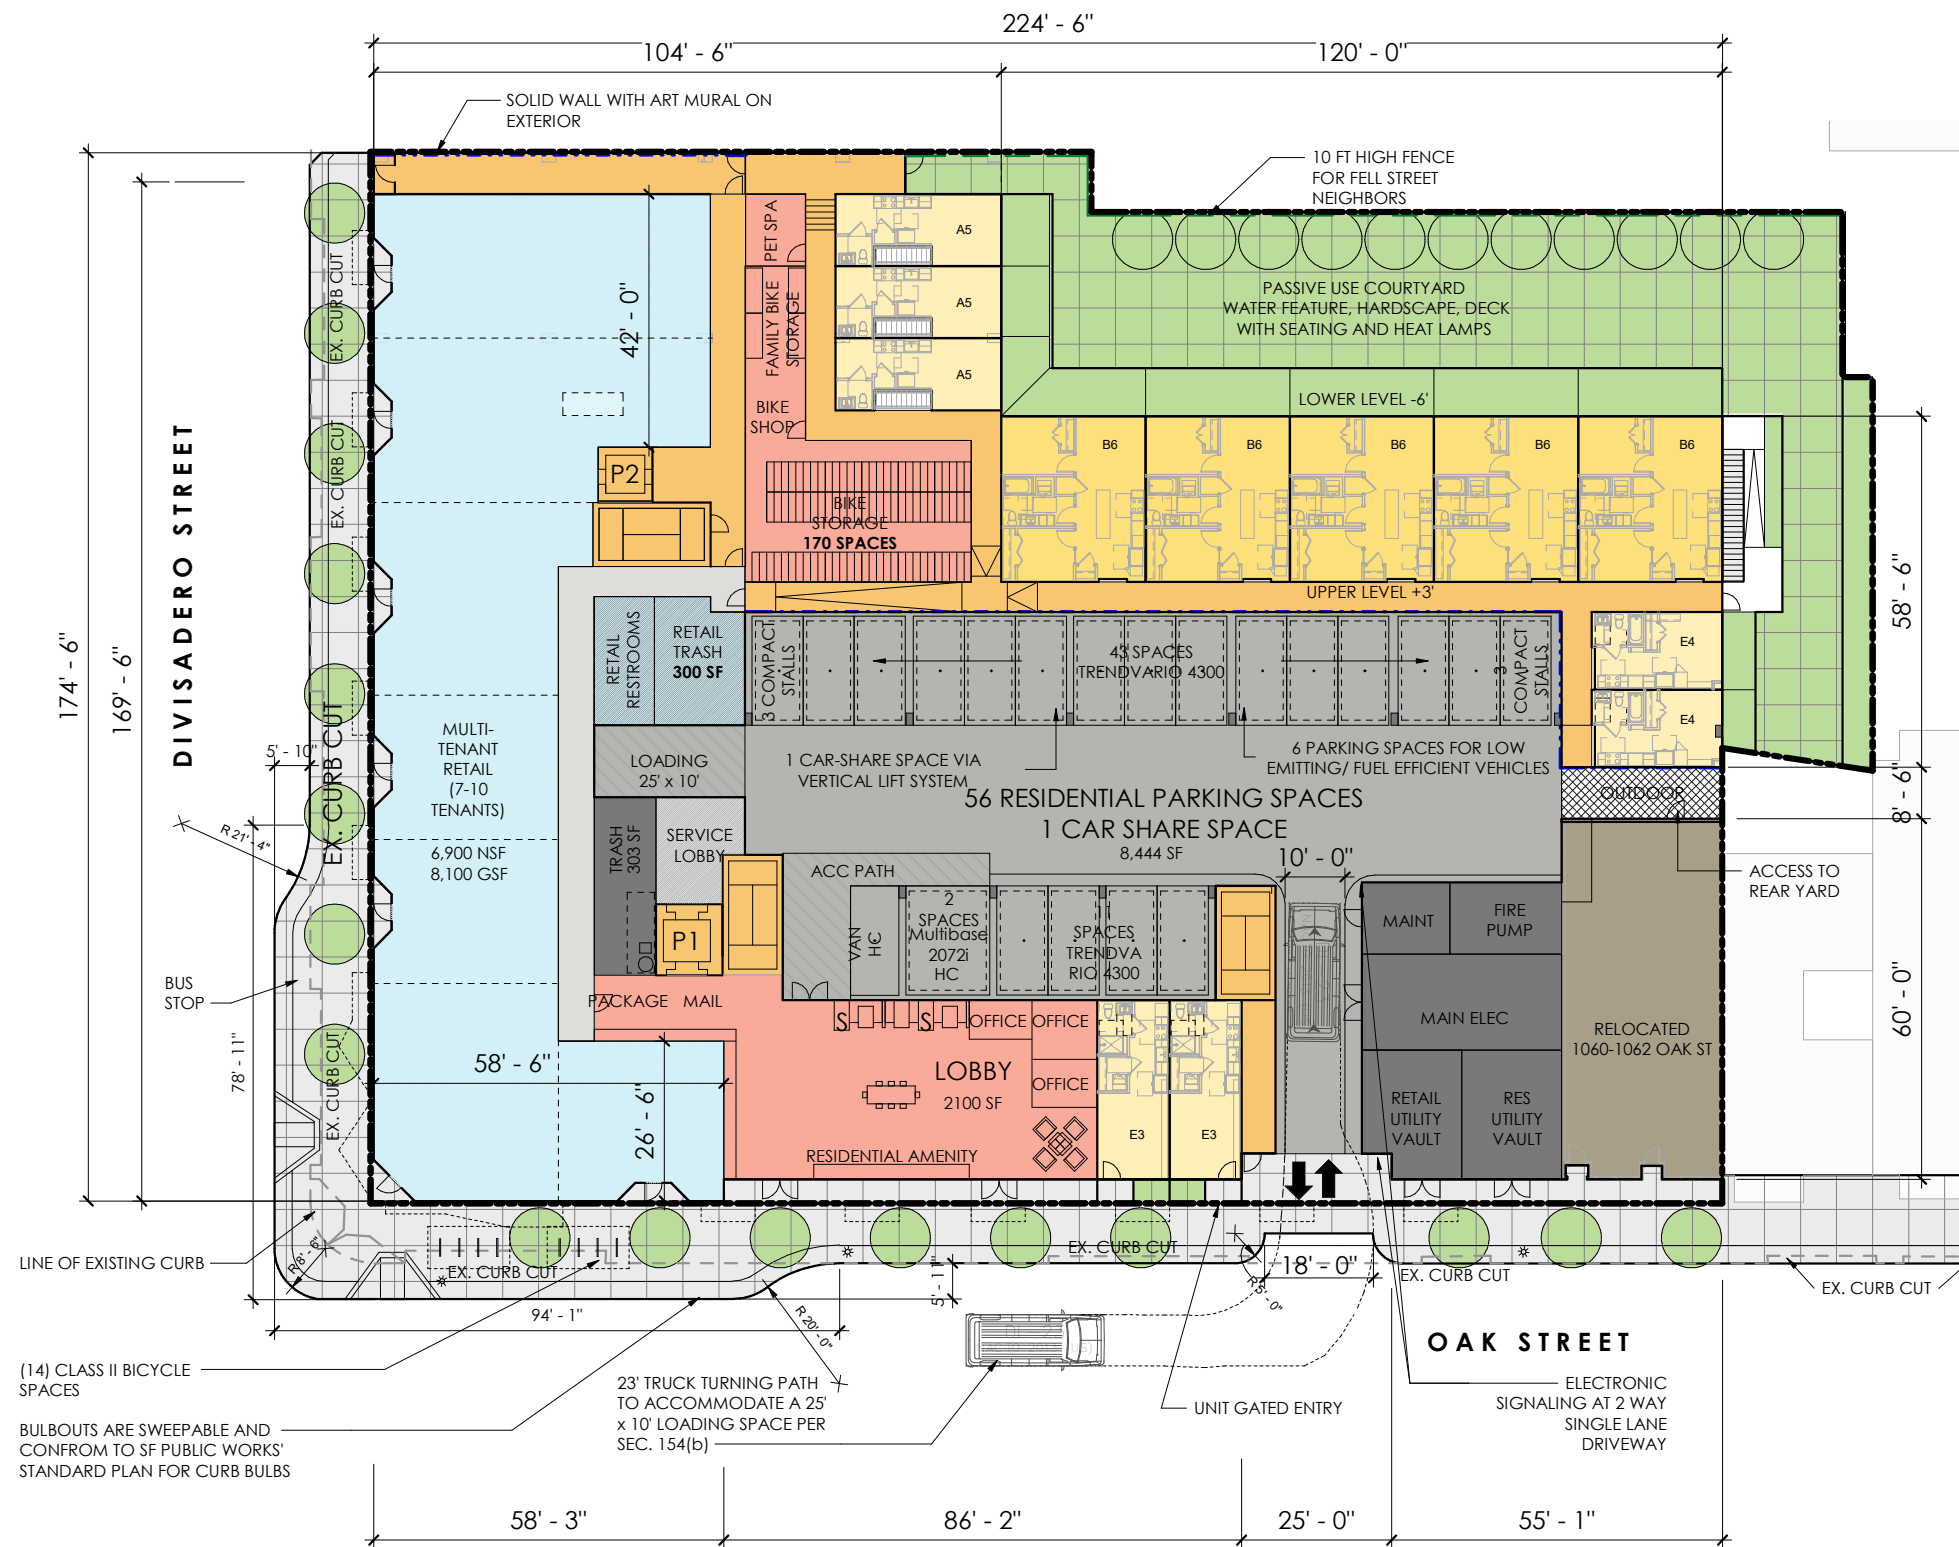 224' - 6"
104' - 6"
120' - 0"
SOLID WALL WITH ART MURAL ON
EXTERIOR
10 FT HIGH FENCE
FOR FELL STREET
NEIGHBORS
174' - 6"
169' - 6"
DIVISADERO STREET
EX. CURB CUT
EX. CURB CUT
EX. CURB CUT
EX. CURB CUT
EX. CURB CUT
42' - 0"
PET SPA
FAMILY BIKE
STORAGE
BIKE
SHOP
A5
A5
A5
PASSIVE USE COURTYARD
WATER FEATURE, HARDSCAPE, DECK
WITH SEATING AND HEAT LAMPS
LOWER LEVEL -6'
B6
B6
B6
B6
B6
P2
BIKE
STORAGE
170 SPACES
UPPER LEVEL +3'
58' - 6"
RETAIL
RESTROOMS
RETAIL
TRASH
300 SF
3 COMPACT
STALLS
43 SPACES
TRENDVARIO 4300
3
COMPACT
STALLS
E4
E4
MULTI-
TENANT
RETAIL
(7-10
TENANTS)
6,900 NSF
8,100 GSF
5' - 10"
R 21' - 4"
LOADING
25' x 10'
1 CAR-SHARE SPACE VIA
VERTICAL LIFT SYSTEM
6 PARKING SPACES FOR LOW
EMITTING/ FUEL EFFICIENT VEHICLES
56 RESIDENTIAL PARKING SPACES
1 CAR SHARE SPACE
8,444 SF
OUTDOOR
8' - 6"
TRASH
303 SF
SERVICE
LOBBY
ACC PATH
10' - 0"
ACCESS TO
REAR YARD
VAN
HC
2
SPACES
Multibase
2072i
HC
11
SPACES
TRENDVA
RIO 4300
MAINT
FIRE
PUMP
P1
BUS
STOP
78' - 11"
PACKAGE
MAIL
S
S
OFFICE
OFFICE
OFFICE
MAIN ELEC
RELOCATED
1060-1062 OAK ST
60' - 0"
58' - 6"
26' - 6"
LOBBY
2100 SF
RESIDENTIAL AMENITY
E3
E3
RETAIL
UTILITY
VAULT
RES
UTILITY
VAULT
LINE OF EXISTING CURB
R 8' - 6"
EX. CURB CUT
EX. CURB CUT
EX. CURB CUT
EX. CURB CUT
94' - 1"
R 20' - 0"
5' - 11"
R 5' - 0"
18' - 0"
OAK STREET
(14) CLASS II BICYCLE
SPACES
BULBOUTS ARE SWEEPABLE AND
CONFROM TO SF PUBLIC WORKS'
STANDARD PLAN FOR CURB BULBS
23' TRUCK TURNING PATH
TO ACCOMMODATE A 25'
x 10' LOADING SPACE PER
SEC. 154(b)
UNIT GATED ENTRY
ELECTRONIC
SIGNALING AT 2 WAY
SINGLE LANE
DRIVEWAY
58' - 3"
86' - 2"
25' - 0"
55' - 1"